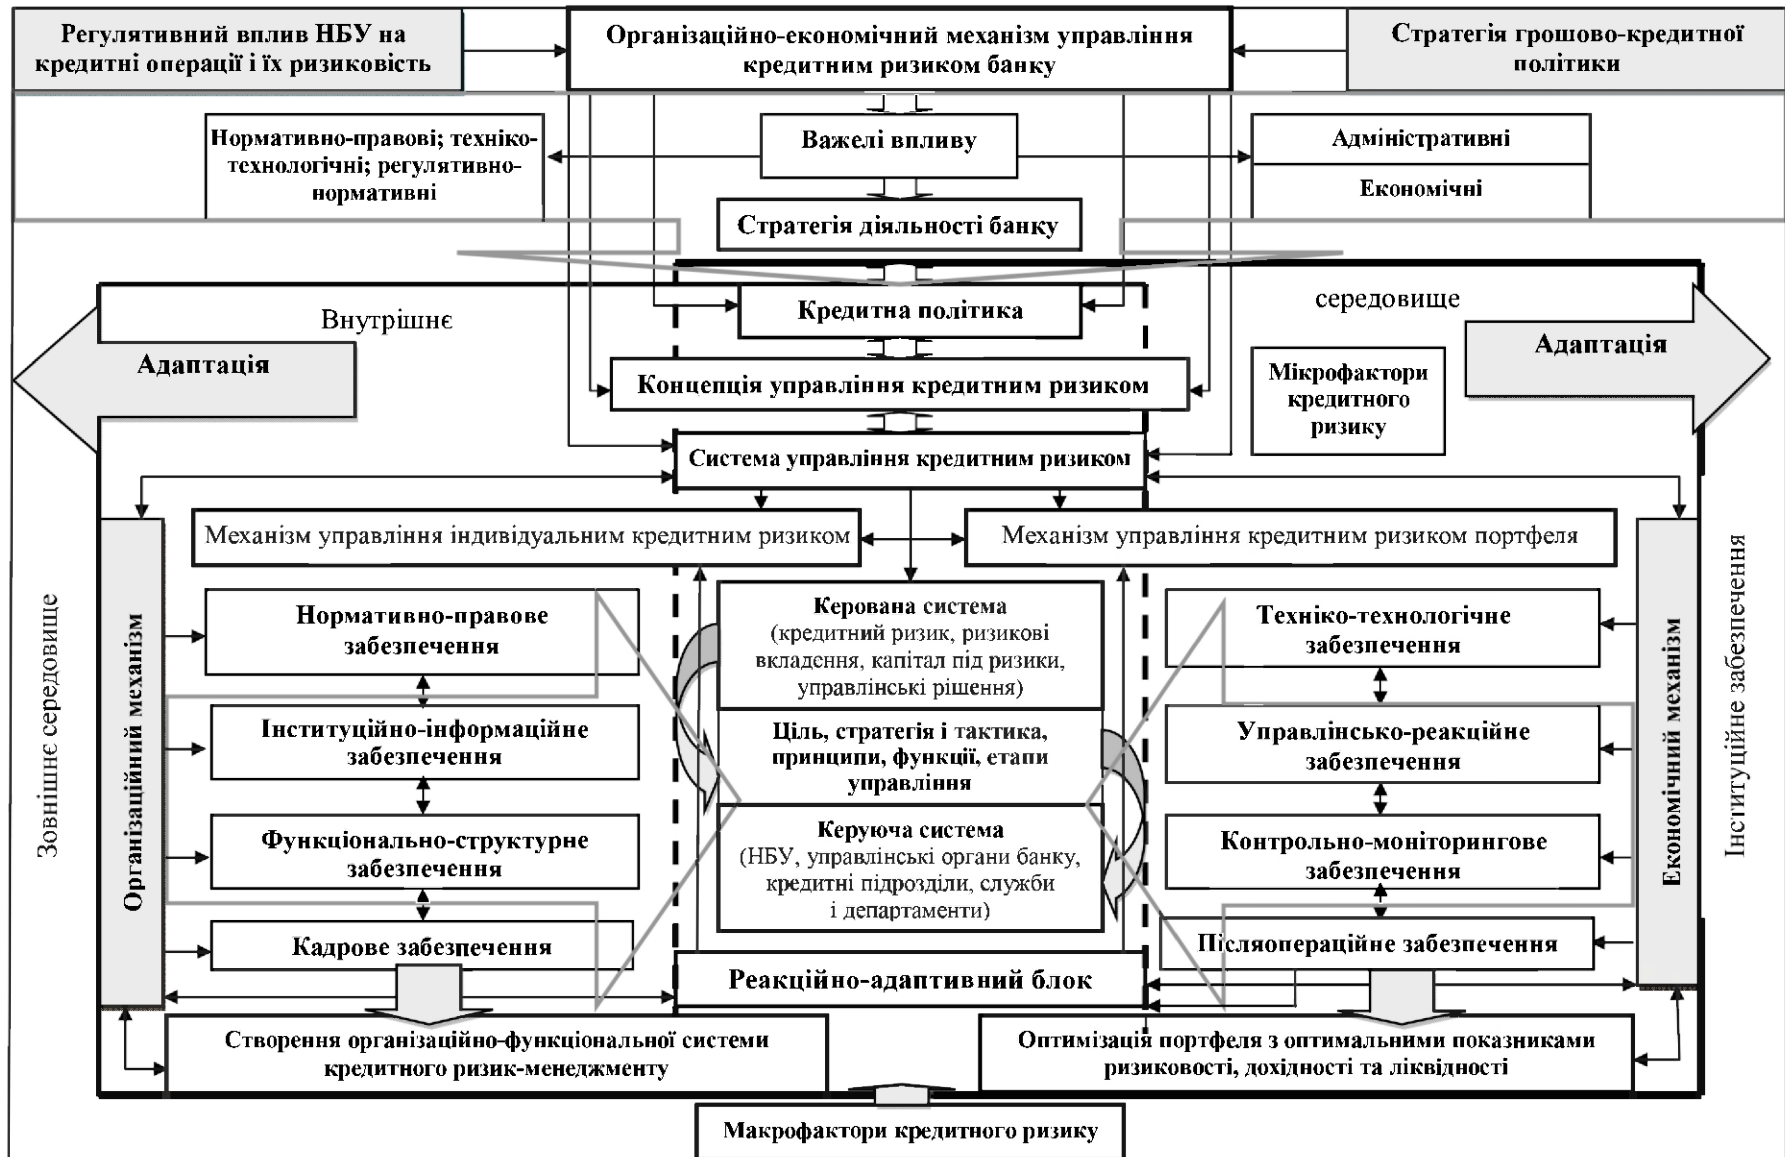 Регулятивний вплив НБУ на
кредитні операції і їх ризиковість
Організаційно-економічний механізм управління
кредитним ризиком банку
Стратегія грошово-кредитної
політики
Нормативно-правові; техніко-
технологічні; регулятивно-
нормативні
Важелі впливу
Адміністративні
Економічні
Стратегія діяльності банку
Внутрішнє
Кредитна політика
середовище
Адаптація
Адаптація
Концепція управління кредитним ризиком
Мікрофактори
кредитного
ризику
Система управління кредитним ризиком
Механізм управління індивідуальним кредитним ризиком
Механізм управління кредитним ризиком портфеля
Зовнішнє середовище
Організаційний механізм
Нормативно-правове
забезпечення
Інституційно-інформаційне
забезпечення
Функціонально-структурне
забезпечення
Кадрове забезпечення
Керована система
(кредитний ризик, ризикові
вкладення, капітал під ризики,
управлінські рішення)
Ціль, стратегія і тактика,
принципи, функції, етапи
управління
Керуюча система
(НБУ, управлінські органи банку,
кредитні підрозділи, служби
і департаменти)
Реакційно-адаптивний блок
Техніко-технологічне
забезпечення
Управлінсько-реакційне
забезпечення
Контрольно-моніторингове
забезпечення
Післяопераційне забезпечення
Економічний механізм
Інституційне забезпечення
Створення організаційно-функціональної системи
кредитного ризик-менеджменту
Оптимізація портфеля з оптимальними показниками
ризиковості, дохідності та ліквідності
Макрофактори кредитного ризику